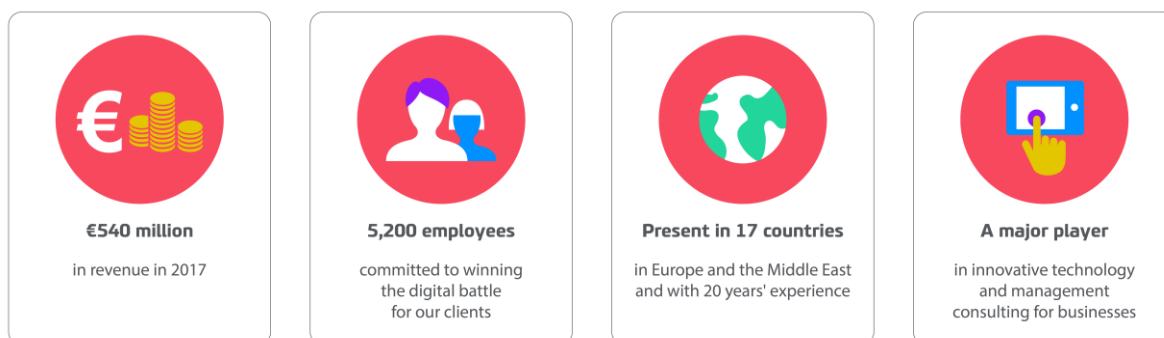 €
€540 million
in revenue in 2017
5,200 employees
committed to winning
the digital battle
for our clients
Present in 17 countries
in Europe and the Middle East
and with 20 years' experience
A major player
in innovative technology
and management
consulting for businesses